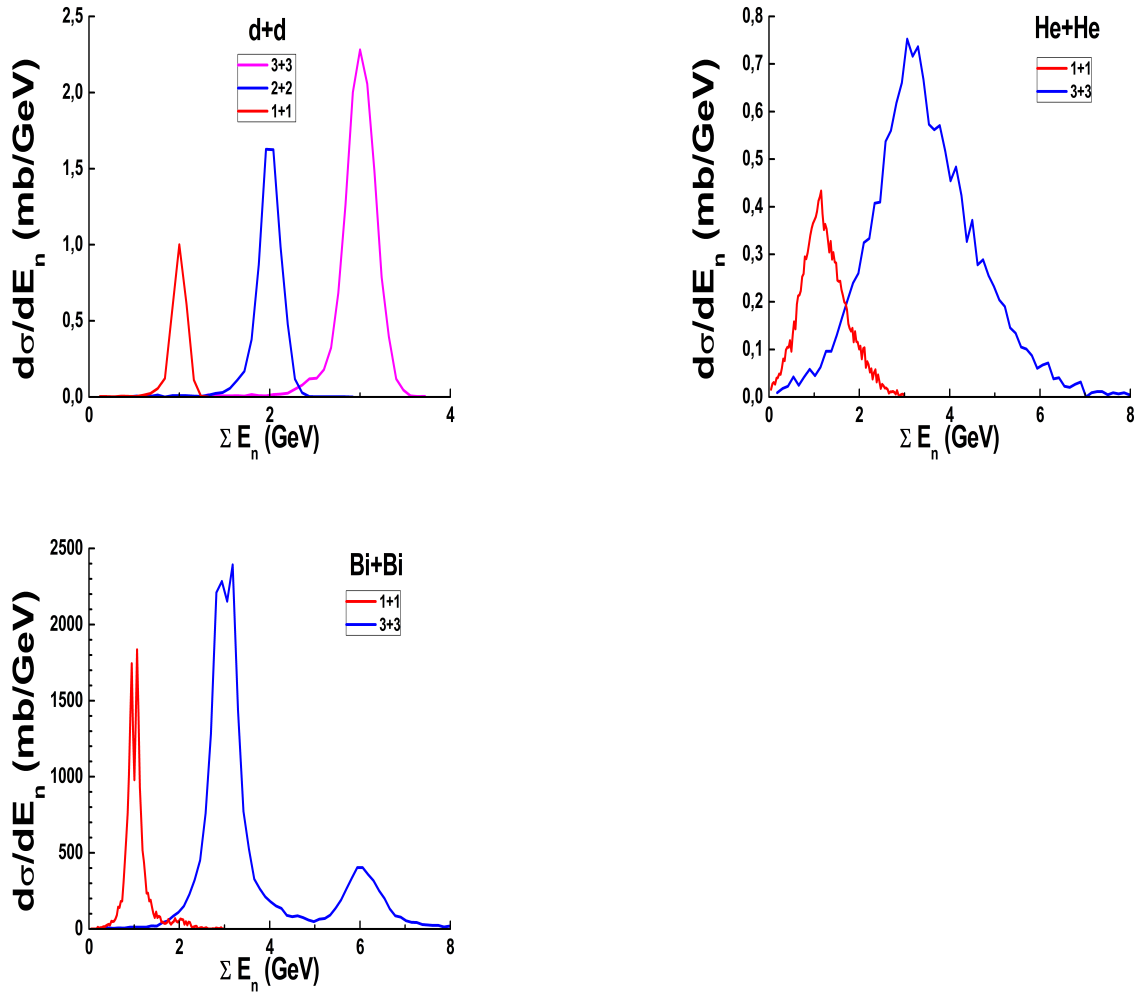 d+d
3+3
2+2
1+1
2,5
2,0
1,5
1,0
0,5
0,0
0 2 4
dσ/dEn (mb/GeV)
Σ En (GeV)
He+He
1+1
3+3
0,8
0,7
0,6
0,5
0,4
0,3
0,2
0,1
0,0
0 2 4 6 8
dσ/dEn (mb/GeV)
Σ En (GeV)
Bi+Bi
1+1
3+3
2500
2000
1500
1000
500
0
0 2 4 6 8
dσ/dEn (mb/GeV)
Σ En (GeV)